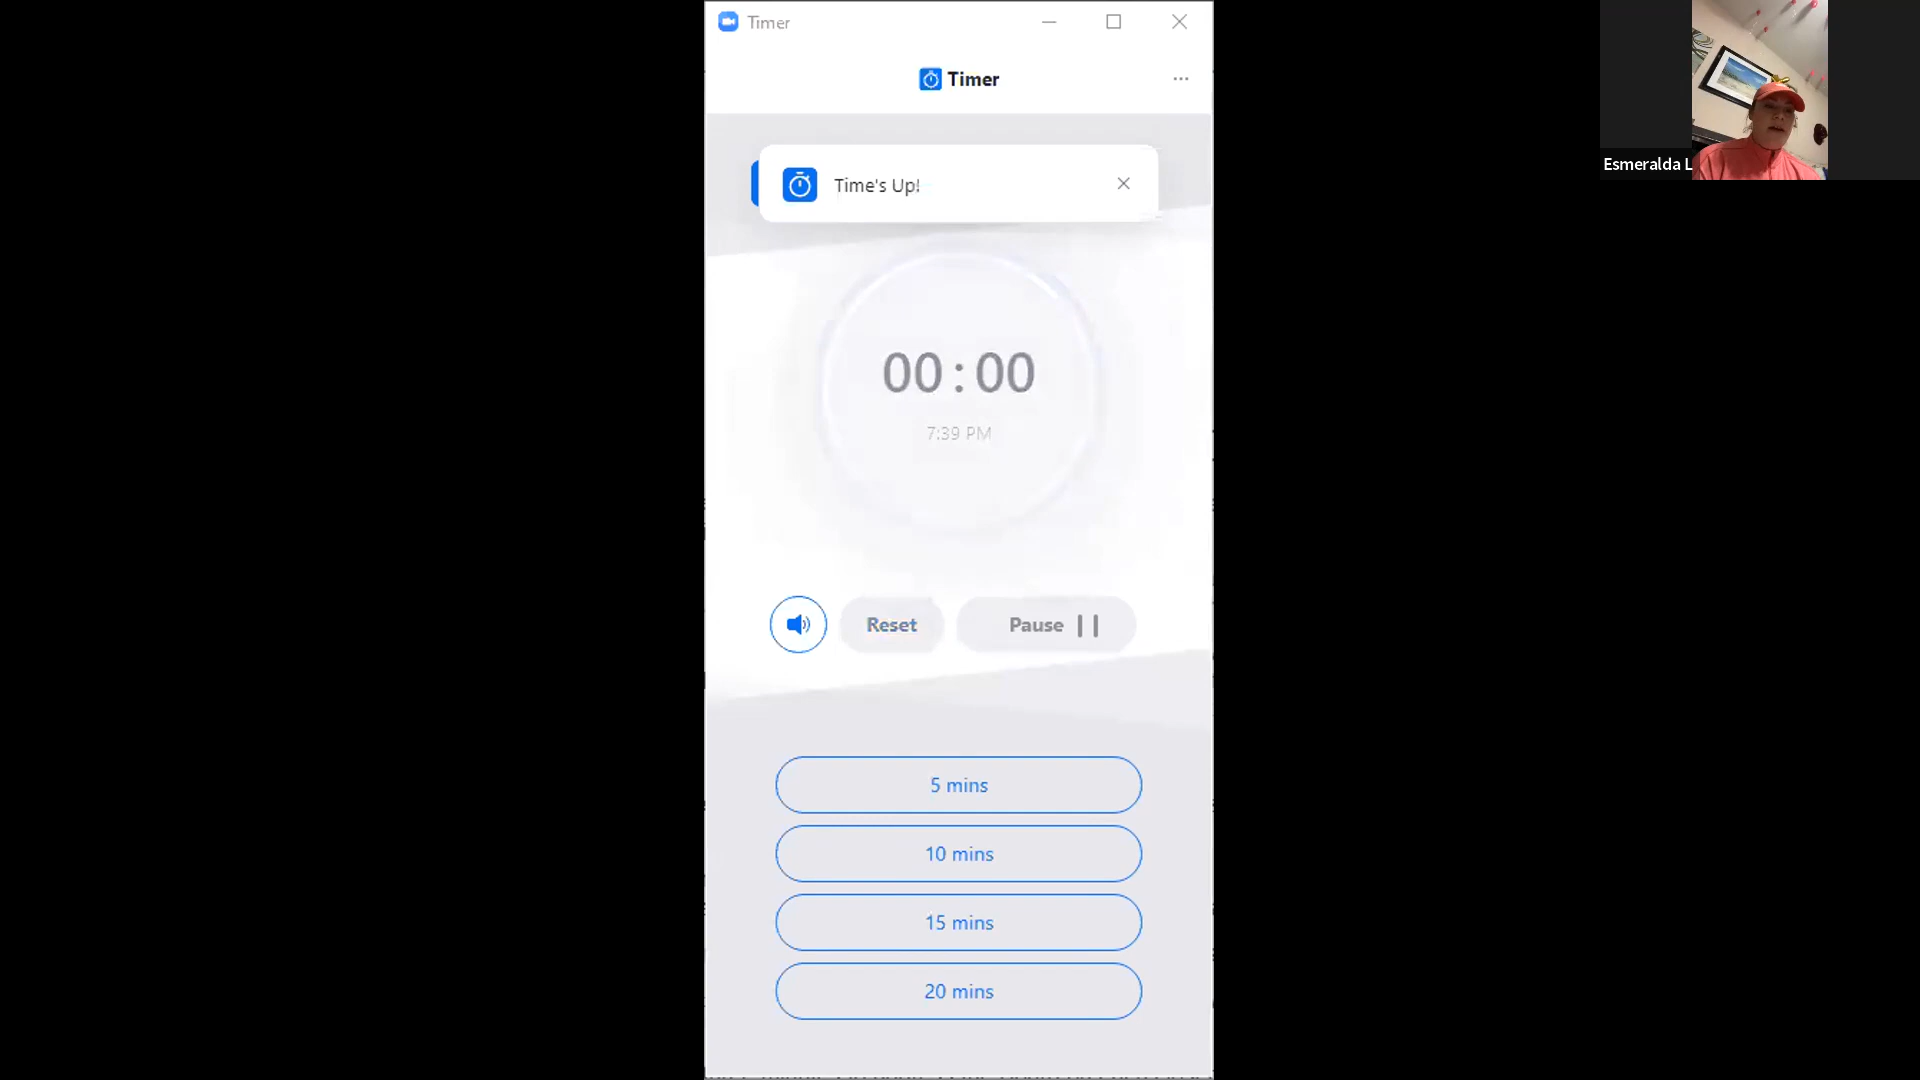 Timer
Timer
Time's Up!
00:00
7:39 PM
Reset
Pause
5 mins
10 mins
15 mins
20 mins
Esmeralda L